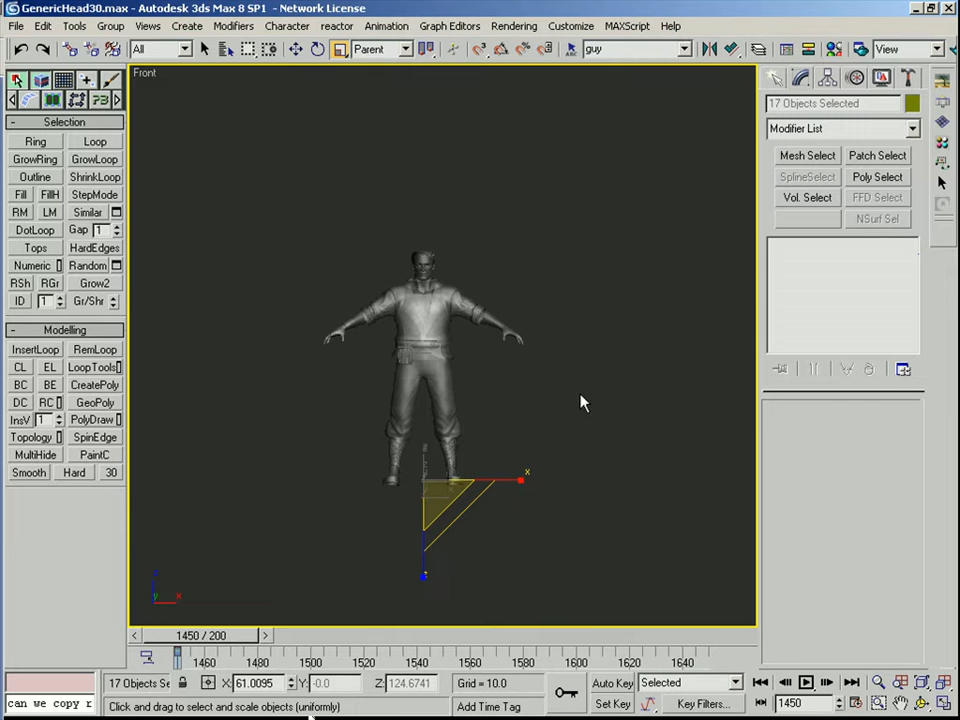 GenericHead30.max - Autodesk 3ds Max 8 SP1 - Network License
File Edit Tools Group Views Create Modifiers Character reactor Animation Graph Editors Rendering Customize MAXScript Help
All Parent guy View
Front
17 Objects Selected
Modifier List
Mesh Select Patch Select
SplineSelect Poly Select
Vol. Select FFD Select
NSurf Sel
Selection
Ring Loop
GrowRing GrowLoop
Outline ShrinkLoop
Fill FillH StepMode
RM LM Similar
DotLoop Gap 1
Tops HardEdges
Numeric Random
RSh RGr Grow2
ID 1 Gr/Shr
Modelling
InsertLoop RemLoop
CL EL LoopTools
BC BE CreatePoly
DC RC GeoPoly
InsV 1 PolyDraw
Topology SpinEdge
MultiHide PaintC
Smooth Hard 30
x
z
y x
1450 / 200
1460 1480 1500 1520 1540 1560 1580 1600 1620 1640
17 Objects Se X: 61.0095 Y: -0.0 Z: 124.6741 Grid = 10.0 Auto Key Selected
can we copy r Click and drag to select and scale objects (uniformly) Add Time Tag Set Key Key Filters... 1450